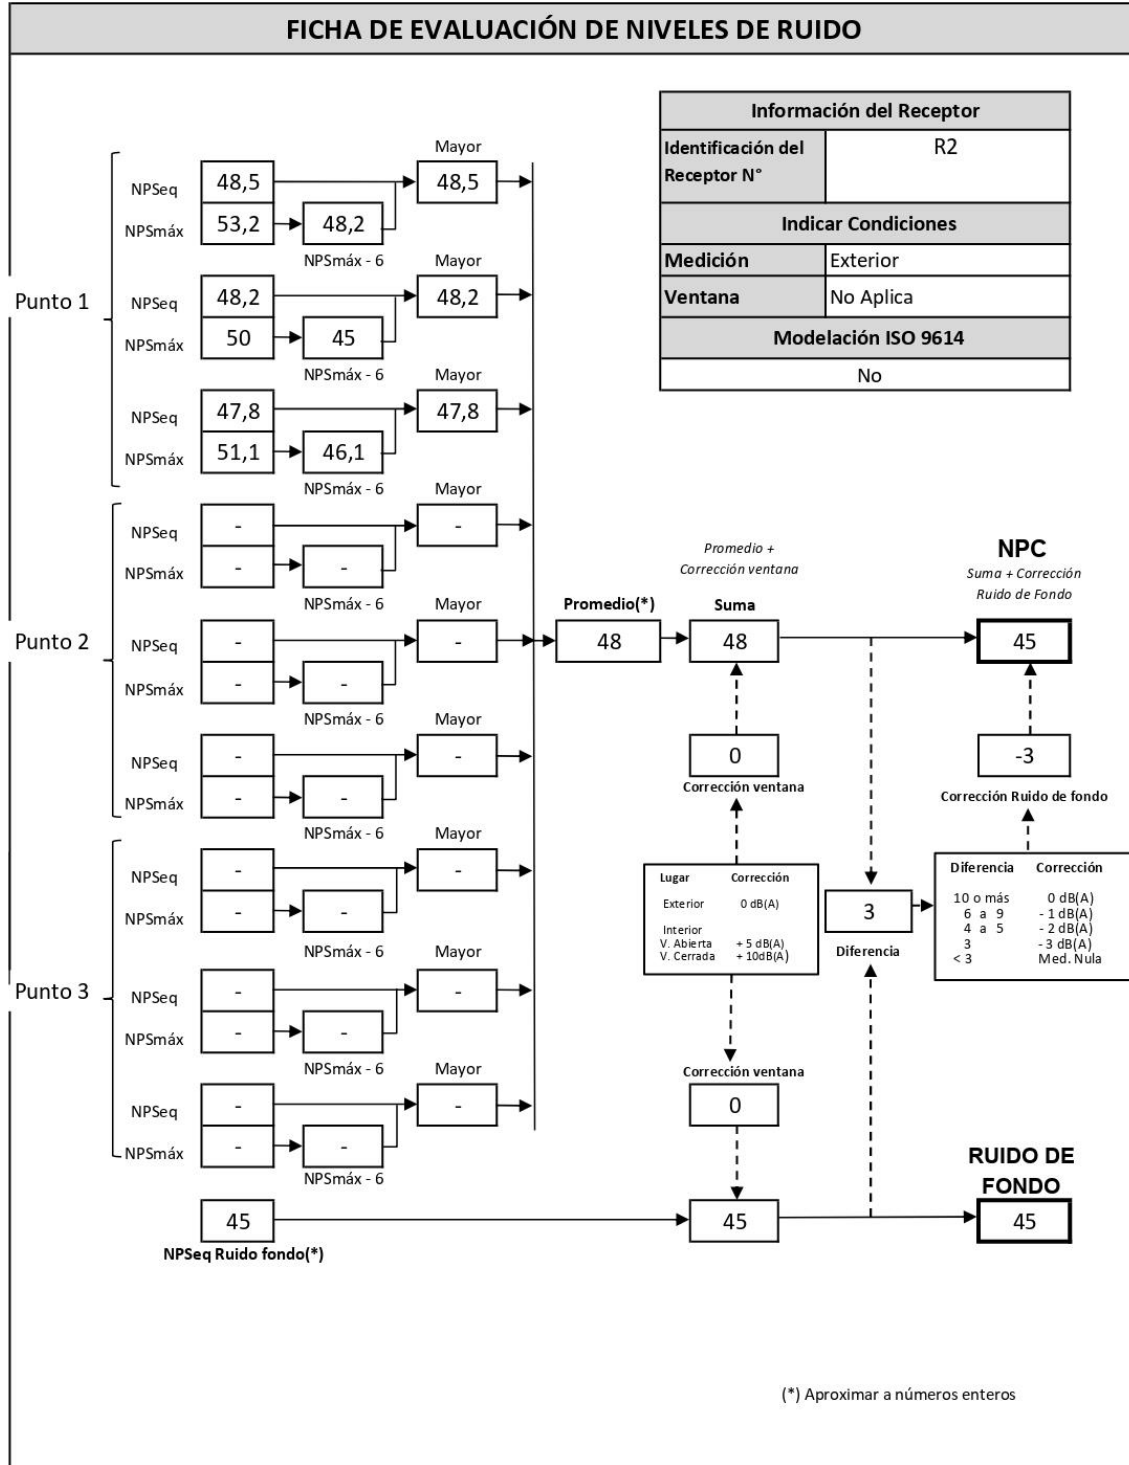 FICHA DE EVALUACIÓN DE NIVELES DE RUIDO
Información del Receptor
Identificación del Receptor N° R2
Indicar Condiciones
Medición Exterior
Ventana No Aplica
Modelación ISO 9614
No
Punto 1
Mayor
NPSeq 48,5 48,5
NPSmáx 53,2 48,2
NPSmáx - 6
Mayor
NPSeq 48,2 48,2
NPSmáx 50 45
NPSmáx - 6
Mayor
NPSeq 47,8 47,8
NPSmáx 51,1 46,1
NPSmáx - 6
Punto 2
Mayor
NPSeq - -
NPSmáx - -
NPSmáx - 6
Mayor
NPSeq - -
NPSmáx - -
NPSmáx - 6
Mayor
NPSeq - -
NPSmáx - -
NPSmáx - 6
Punto 3
Mayor
NPSeq - -
NPSmáx - -
NPSmáx - 6
Mayor
NPSeq - -
NPSmáx - -
NPSmáx - 6
Mayor
NPSeq - -
NPSmáx - -
NPSmáx - 6
Promedio(*)
48
Promedio +
Corrección ventana
Suma
48
0
Corrección ventana
Lugar Corrección
Exterior 0 dB(A)
Interior
V. Abierta + 5 dB(A)
V. Cerrada + 10dB(A)
Corrección ventana
0
NPC
Suma + Corrección
Ruido de Fondo
45
-3
Corrección Ruido de fondo
Diferencia Corrección
10 o más 0 dB(A)
6 a 9 - 1 dB(A)
4 a 5 - 2 dB(A)
3 - 3 dB(A)
< 3 Med. Nula
3
Diferencia
45
NPSeq Ruido fondo(*)
45
RUIDO DE
FONDO
45
(*) Aproximar a números enteros